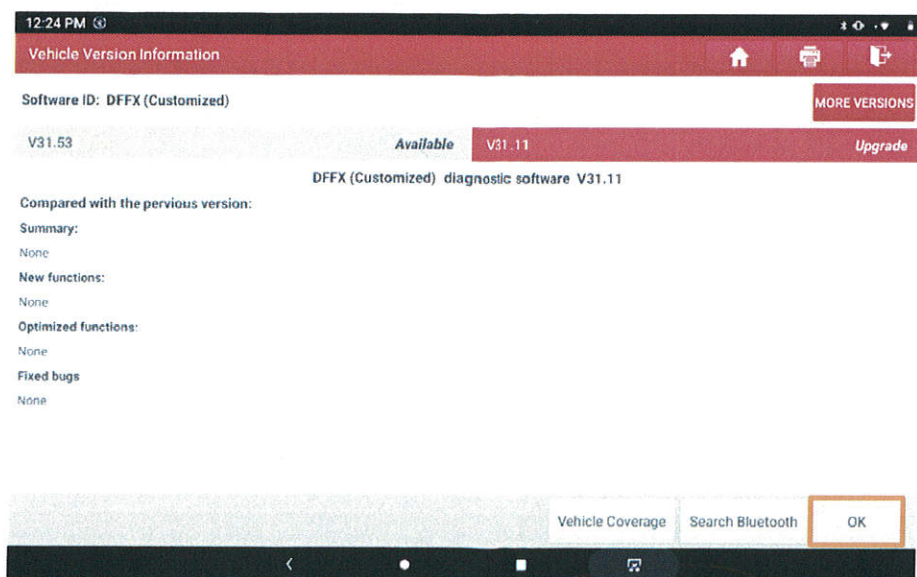 12:24 PM
Vehicle Version Information
Software ID: DFFX (Customized)
MORE VERSIONS
V31.53 Available V31.11 Upgrade
DFFX (Customized) diagnostic software V31.11
Compared with the pervious version:
Summary:
None
New functions:
None
Optimized functions:
None
Fixed bugs
None
Vehicle Coverage Search Bluetooth OK